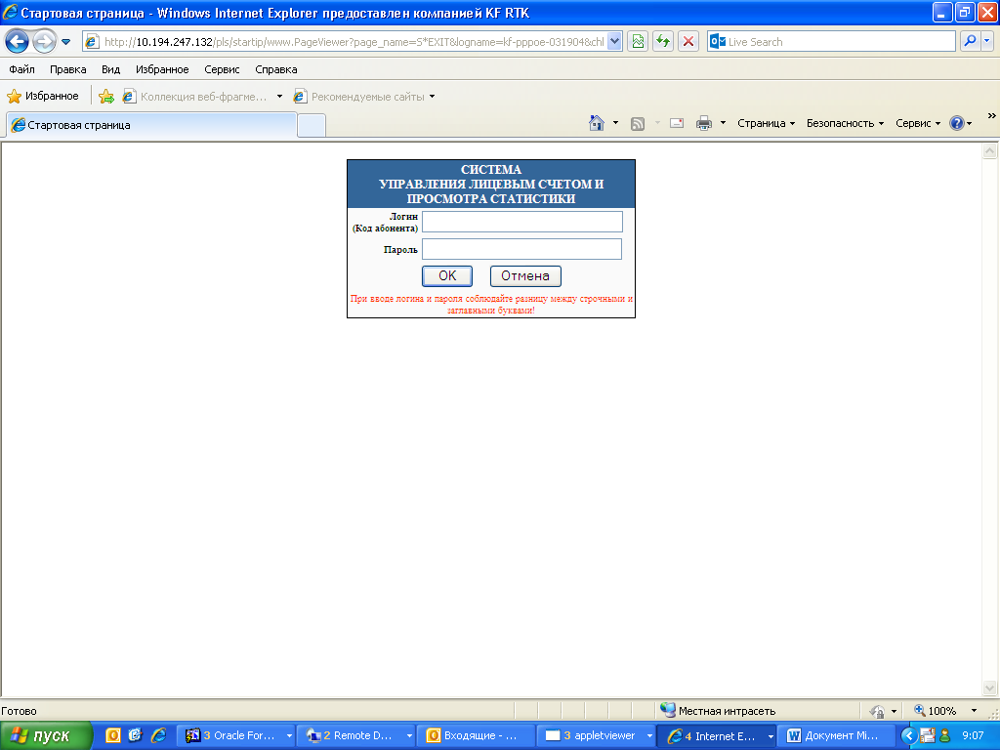 Стартовая страница - Windows Internet Explorer предоставлен компанией KF RTK
http://10.194.247.132/pls/startip/www.PageViewer?page_name=S*EXIT&logname=kf-pppoe-031904&chl
Live Search
Файл Правка Вид Избранное Сервис Справка
Избранное Коллекция веб-фрагме... Рекомендуемые сайты
Стартовая страница
Страница Безопасность Сервис »
СИСТЕМА
УПРАВЛЕНИЯ ЛИЦЕВЫМ СЧЕТОМ И
ПРОСМОТРА СТАТИСТИКИ
Логин
(Код абонента)
Пароль
OK Отмена
При вводе логина и пароля соблюдайте разницу между строчными и
заглавными буквами!
Готово
Местная интрасеть
100%
пуск
3 Oracle For...
2 Remote D...
Входящие - ...
3 appletviewer
4 Internet E...
Документ Mi...
9:07